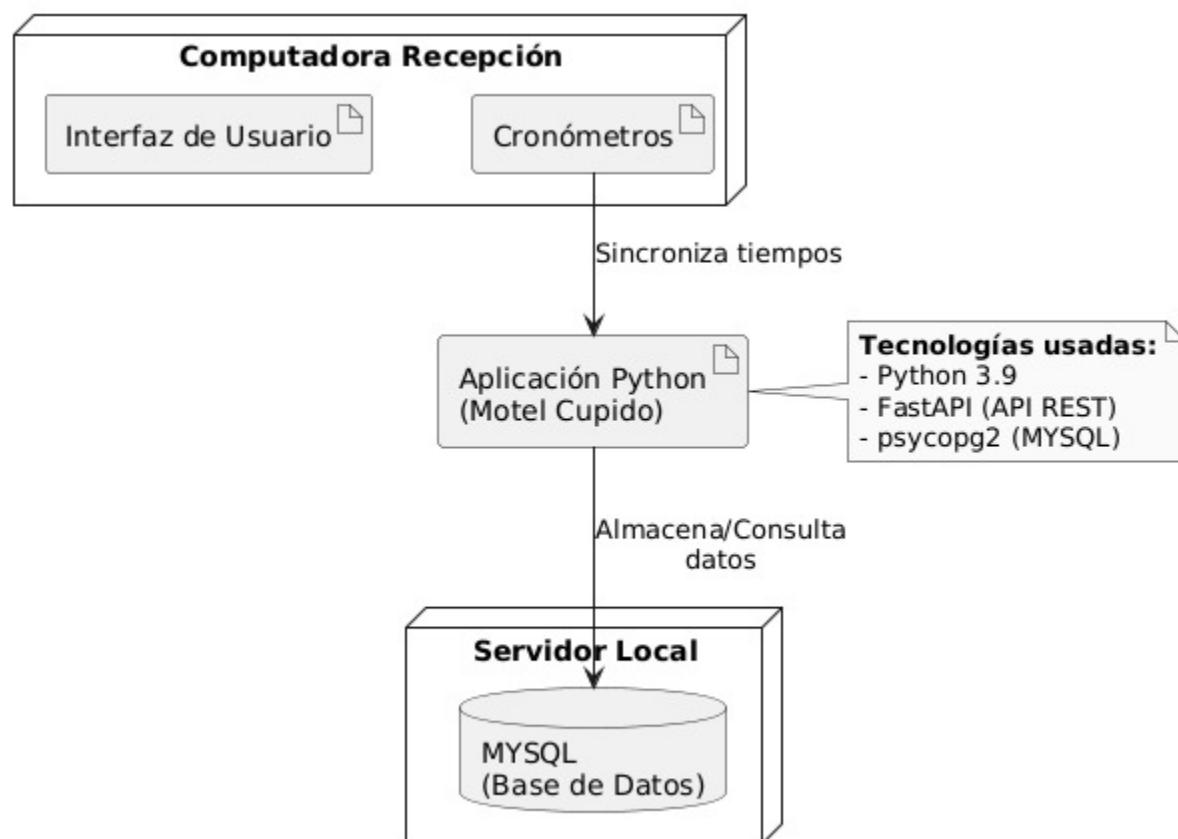 Computadora Recepción
Interfaz de Usuario
Cronómetros
Sincroniza tiempos
Aplicación Python
(Motel Cupido)
Tecnologías usadas:
- Python 3.9
- FastAPI (API REST)
- psycopg2 (MYSQL)
Almacena/Consulta
datos
Servidor Local
MYSQL
(Base de Datos)